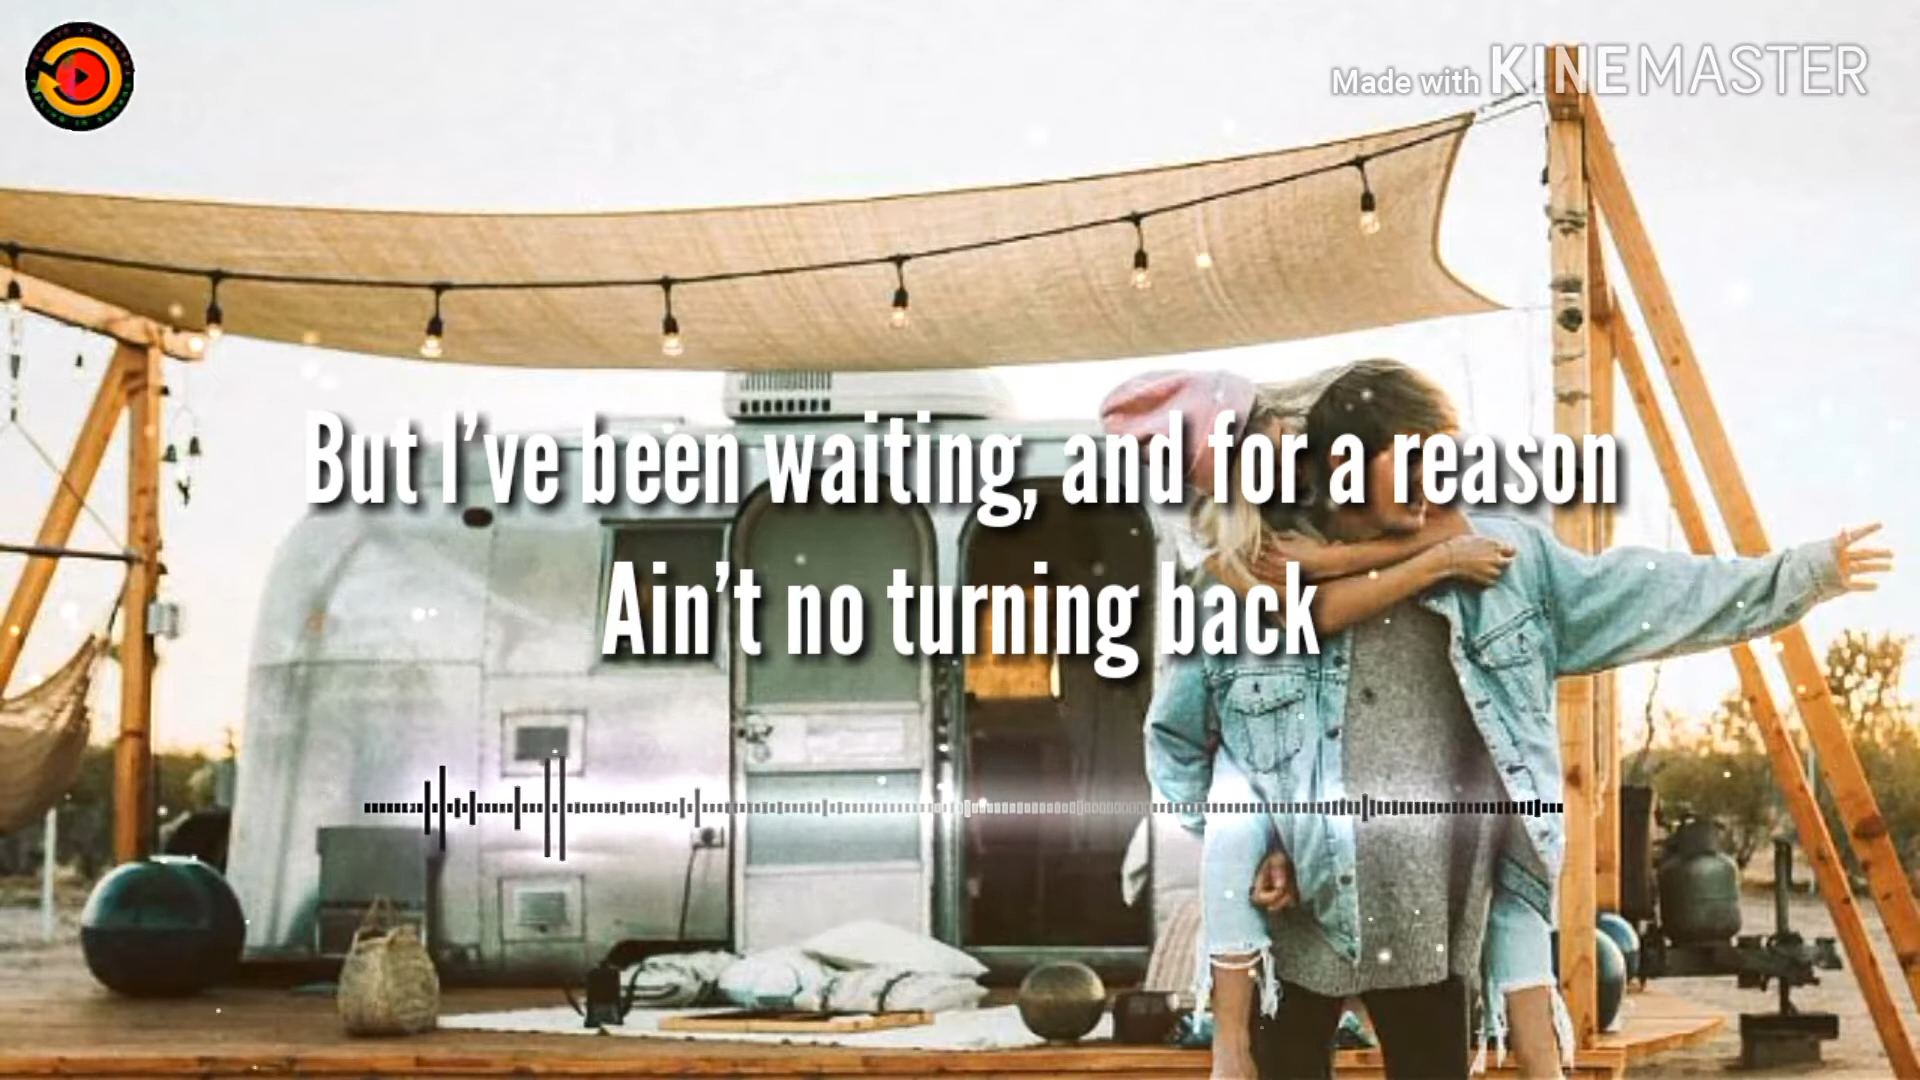 Made with KINEMASTER
But I've been waiting, and for a reason
Ain't no turning back